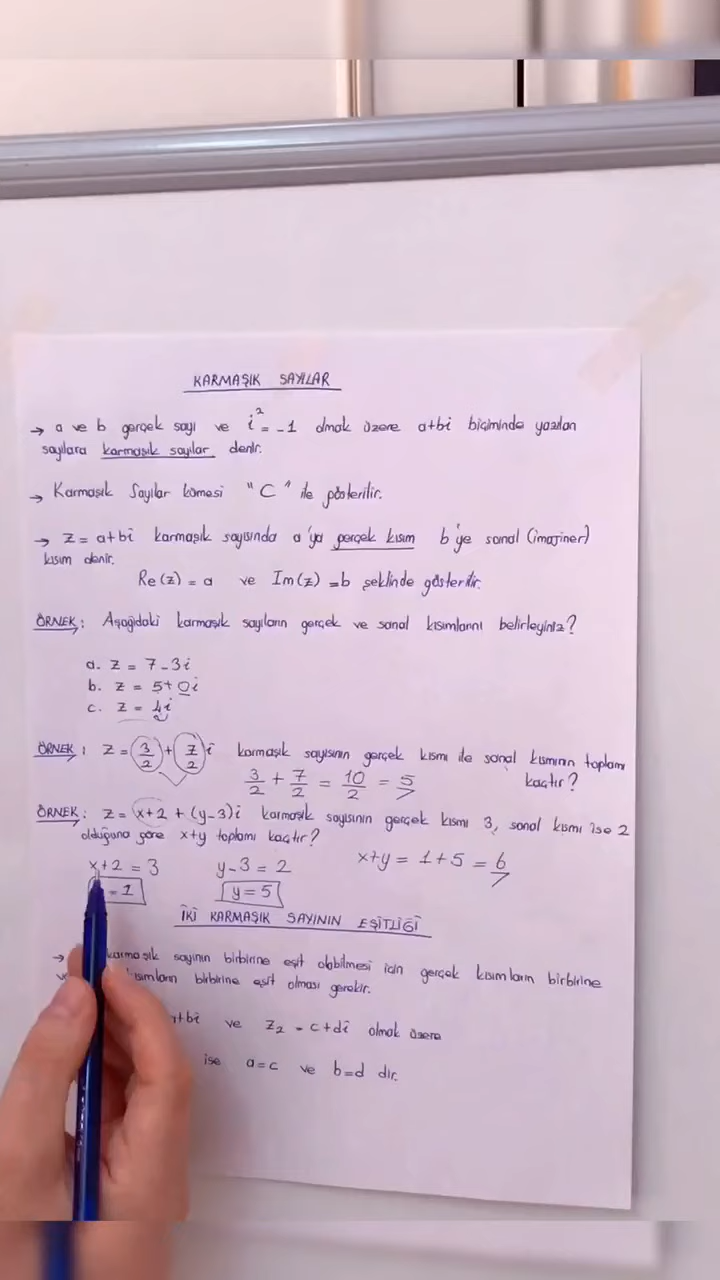 KARMAŞIK SAYILAR
→ a ve b gerçek sayı ve i² = -1 olmak üzere a+bi biçiminde yazılan
sayılara karmaşık sayılar denir.
→ Karmaşık Sayılar kümesi "C" ile gösterilir.
→ z = a+bi karmaşık sayısında a'ya gerçek kısım b'ye sanal (imajiner)
kısım denir.
Re(z) = a ve Im(z) = b şeklinde gösterilir.
ÖRNEK: Aşağıdaki karmaşık sayıların gerçek ve sanal kısımlarını belirleyiniz?
a. z = 7-3i
b. z = 5+0i
c. z = 4i
ÖRNEK: z = 3/2 + 7/2 i karmaşık sayısının gerçek kısmı ile sanal kısmının toplamı
kaçtır?
3/2 + 7/2 = 10/2 = 5
ÖRNEK: z = x+2 + (y-3)i karmaşık sayısının gerçek kısmı 3, sanal kısmı ise 2
olduğuna göre x+y toplamı kaçtır?
x+2 = 3 y-3 = 2 x+y = 1+5 = 6
= 1 y = 5
İKİ KARMAŞIK SAYININ EŞİTLİĞİ
→ karmaşık sayının birbirine eşit olabilmesi için gerçek kısımların birbirine
kısımların birbirine eşit olması gerekir.
+bi ve z₂ = c+di olmak üzere
ise a=c ve b=d dir.